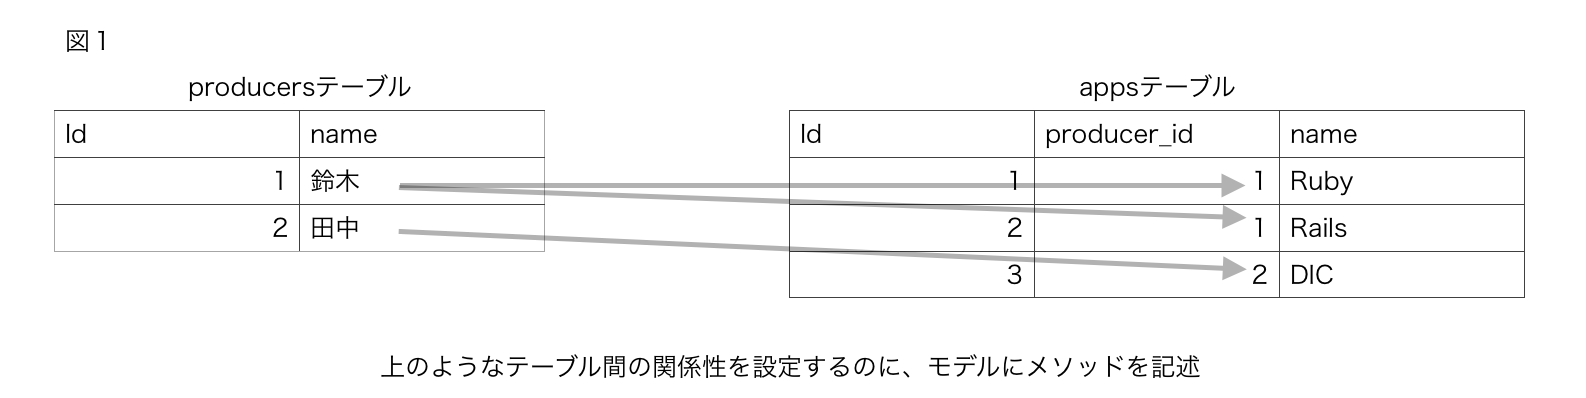 図１
producersテーブル
Id name
1 鈴木
2 田中
appsテーブル
Id producer_id name
1 1 Ruby
2 1 Rails
3 2 DIC
上のようなテーブル間の関係性を設定するのに、モデルにメソッドを記述